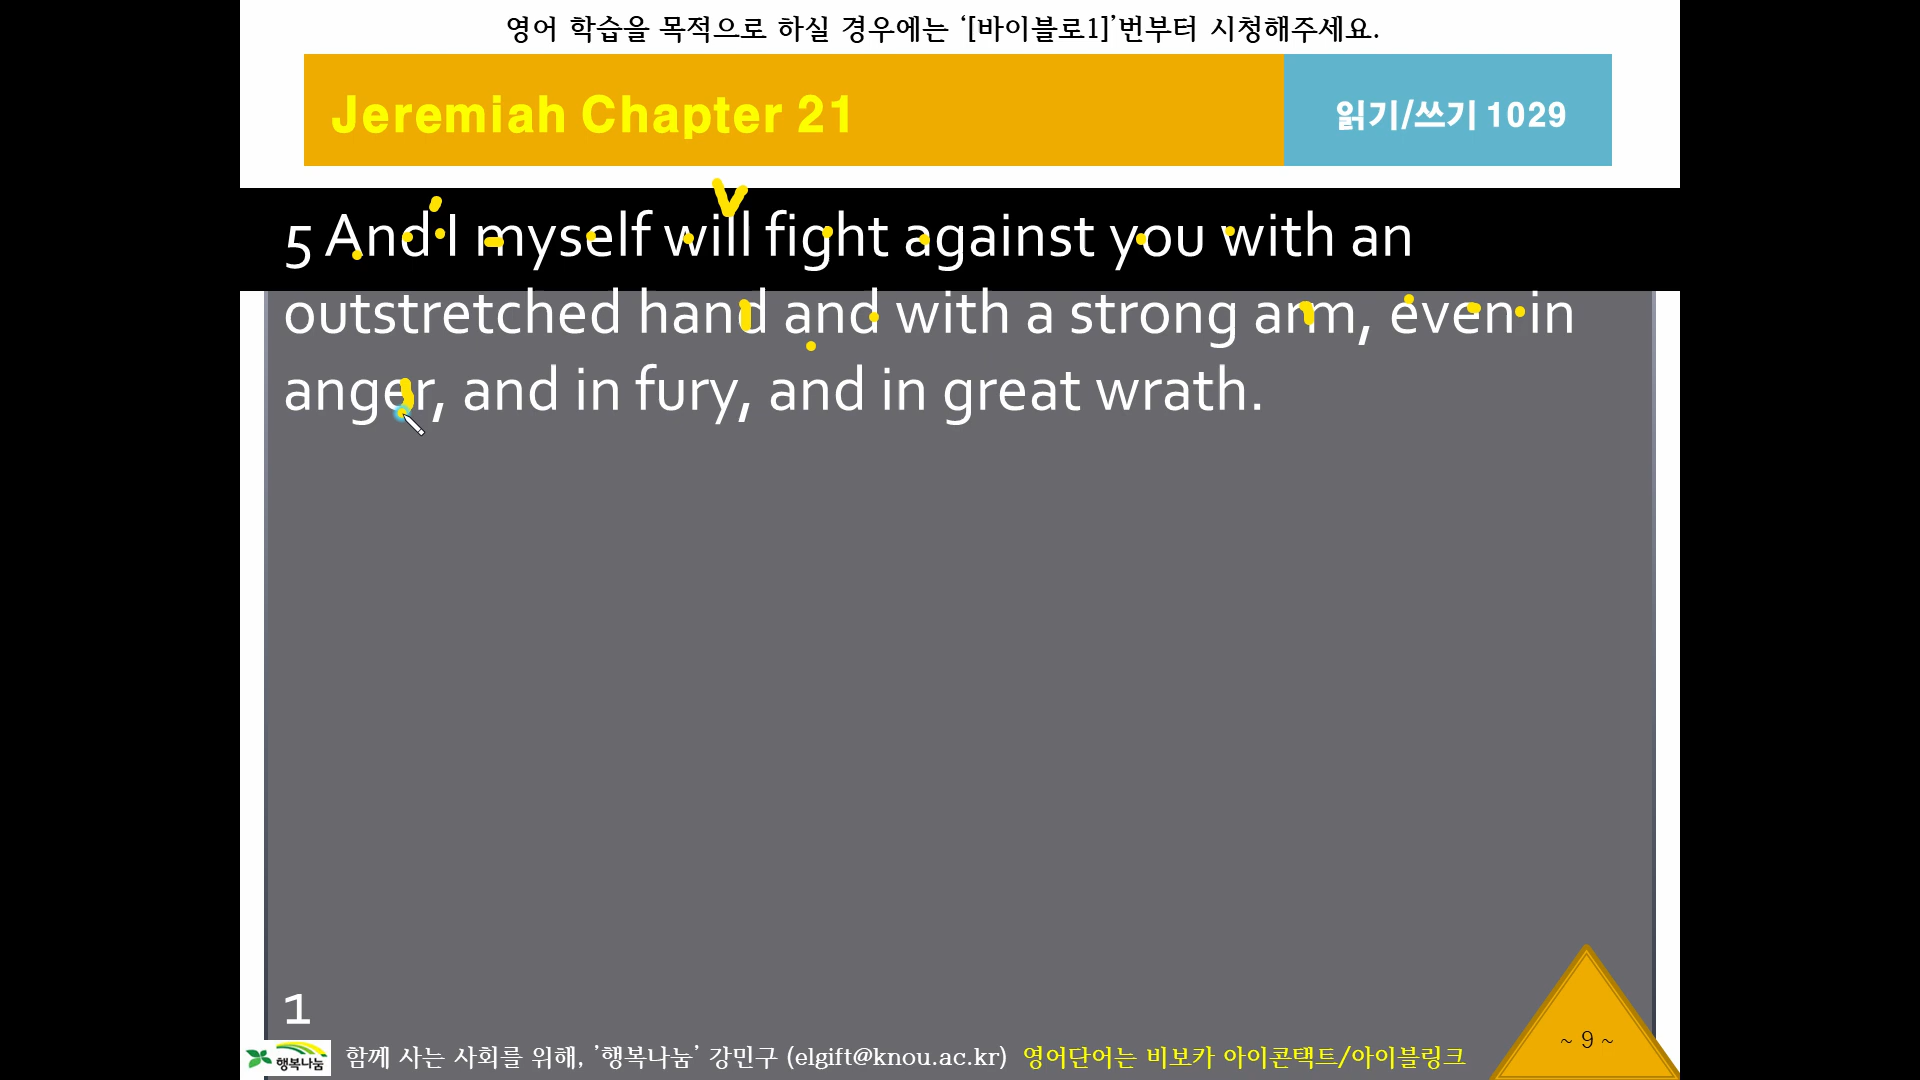 영어 학습을 목적으로 하실 경우에는 ‘[바이블로1]’번부터 시청해주세요.
Jeremiah Chapter 21
읽기/쓰기 1029
5 And I myself will fight against you with an
outstretched hand and with a strong arm, even in
anger, and in fury, and in great wrath.
1
~ 9 ~
행복나눔
함께 사는 사회를 위해, ’행복나눔’ 강민구 (elgift@knou.ac.kr) 영어단어는 비보카 아이콘택트/아이블링크